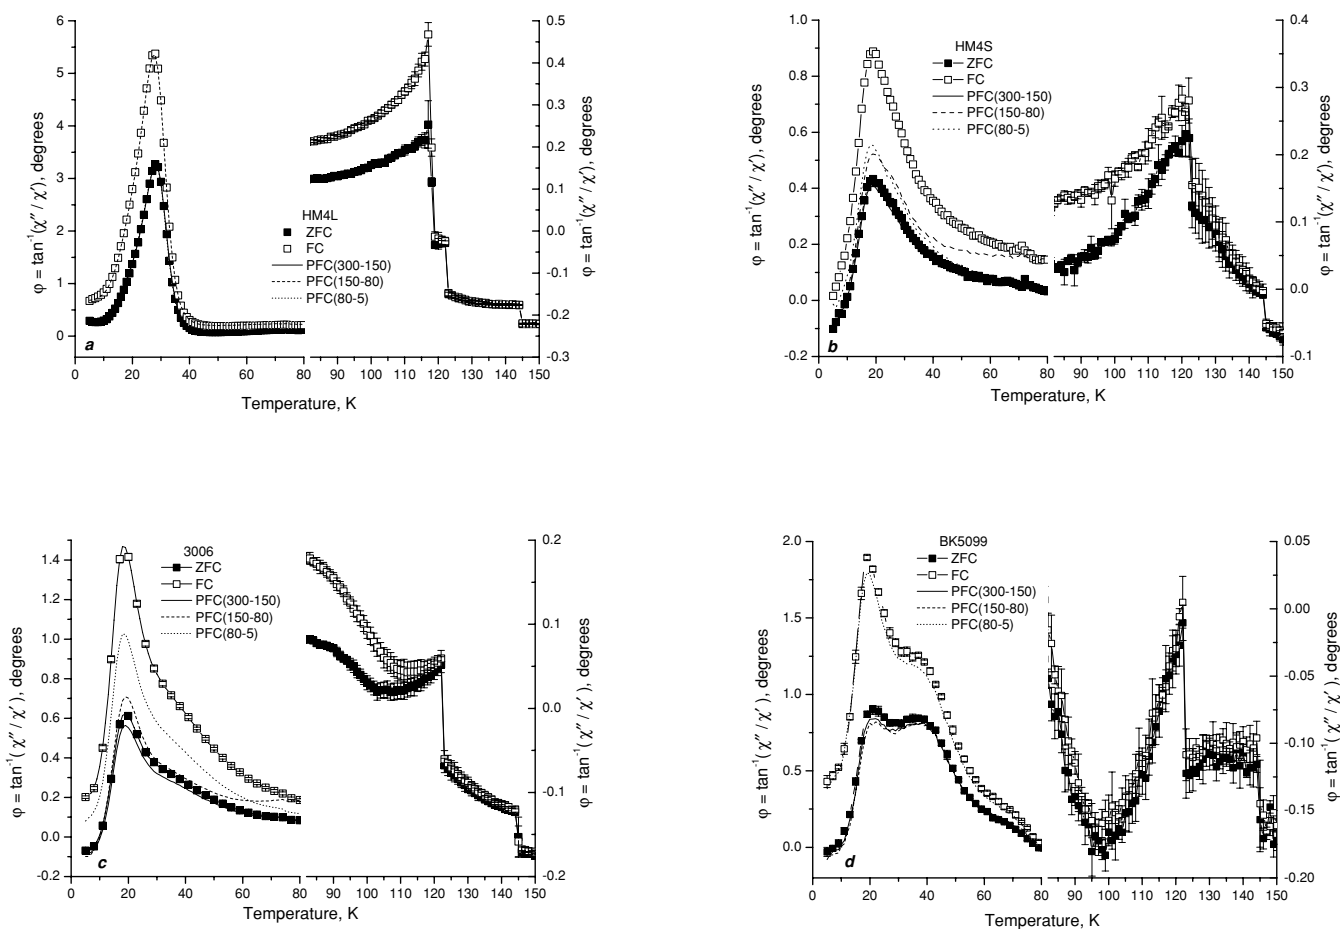 6
5
4
3
2
1
0
φ = tan⁻¹(χ″ / χ′), degrees
0.5
0.4
0.3
0.2
0.1
0.0
-0.1
-0.2
-0.3
φ = tan⁻¹(χ″ / χ′), degrees
HM4L
ZFC
FC
PFC(300-150)
PFC(150-80)
PFC(80-5)
a
0 20 40 60 80 90 100 110 120 130 140 150
Temperature, K
1.0
0.8
0.6
0.4
0.2
0.0
-0.2
φ = tan⁻¹(χ″ / χ′), degrees
0.4
0.3
0.2
0.1
0.0
-0.1
φ = tan⁻¹(χ″ / χ′), degrees
HM4S
ZFC
FC
PFC(300-150)
PFC(150-80)
PFC(80-5)
b
0 20 40 60 80 90 100 110 120 130 140 150
Temperature, K
1.4
1.2
1.0
0.8
0.6
0.4
0.2
0.0
-0.2
φ = tan⁻¹( χ″ / χ′ ), degrees
0.2
0.1
0.0
-0.1
-0.2
φ = tan⁻¹( χ″ / χ′ ), degrees
3006
ZFC
FC
PFC(300-150)
PFC(150-80)
PFC(80-5)
c
0 20 40 60 80 90 100 110 120 130 140 150
Temperature, K
2.0
1.5
1.0
0.5
0.0
φ = tan⁻¹( χ″ / χ′ ), degrees
0.05
0.00
-0.05
-0.10
-0.15
-0.20
φ = tan⁻¹( χ″ / χ′ ), degrees
BK5099
ZFC
FC
PFC(300-150)
PFC(150-80)
PFC(80-5)
d
0 20 40 60 80 90 100 110 120 130 140 150
Temperature, K